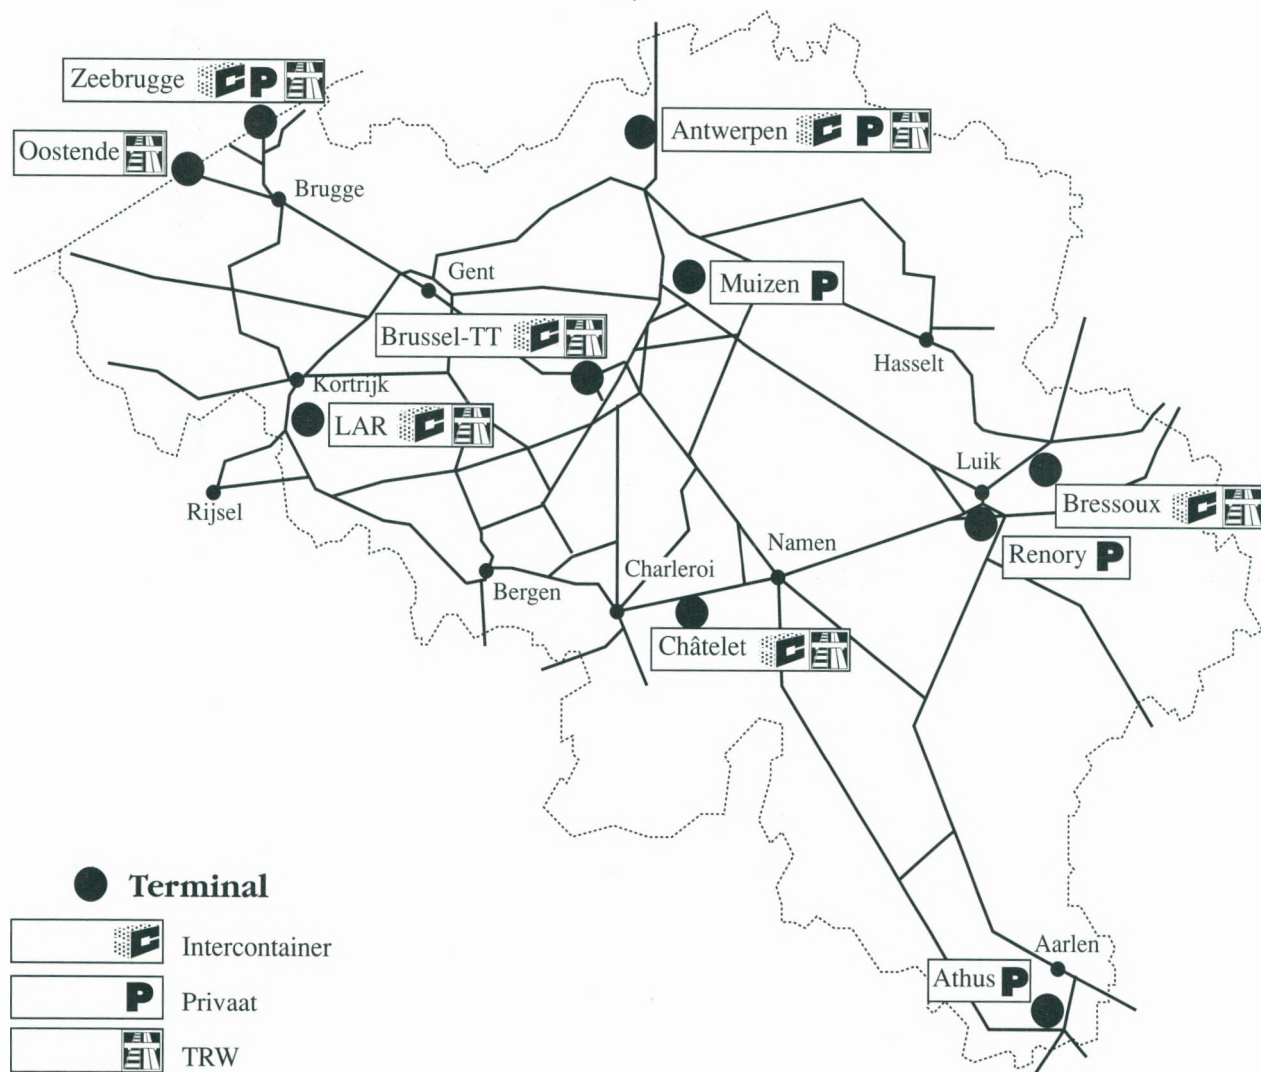 Zeebrugge C P
Oostende
Antwerpen C P
Brugge
Gent
Muizen P
Brussel-TT C
Hasselt
Kortrijk
LAR C
Luik
Rijsel
Bressoux C
Namen
Renory P
Charleroi
Bergen
Châtelet C
Terminal
C Intercontainer
P Privaat
TRW
Aarlen
Athus P